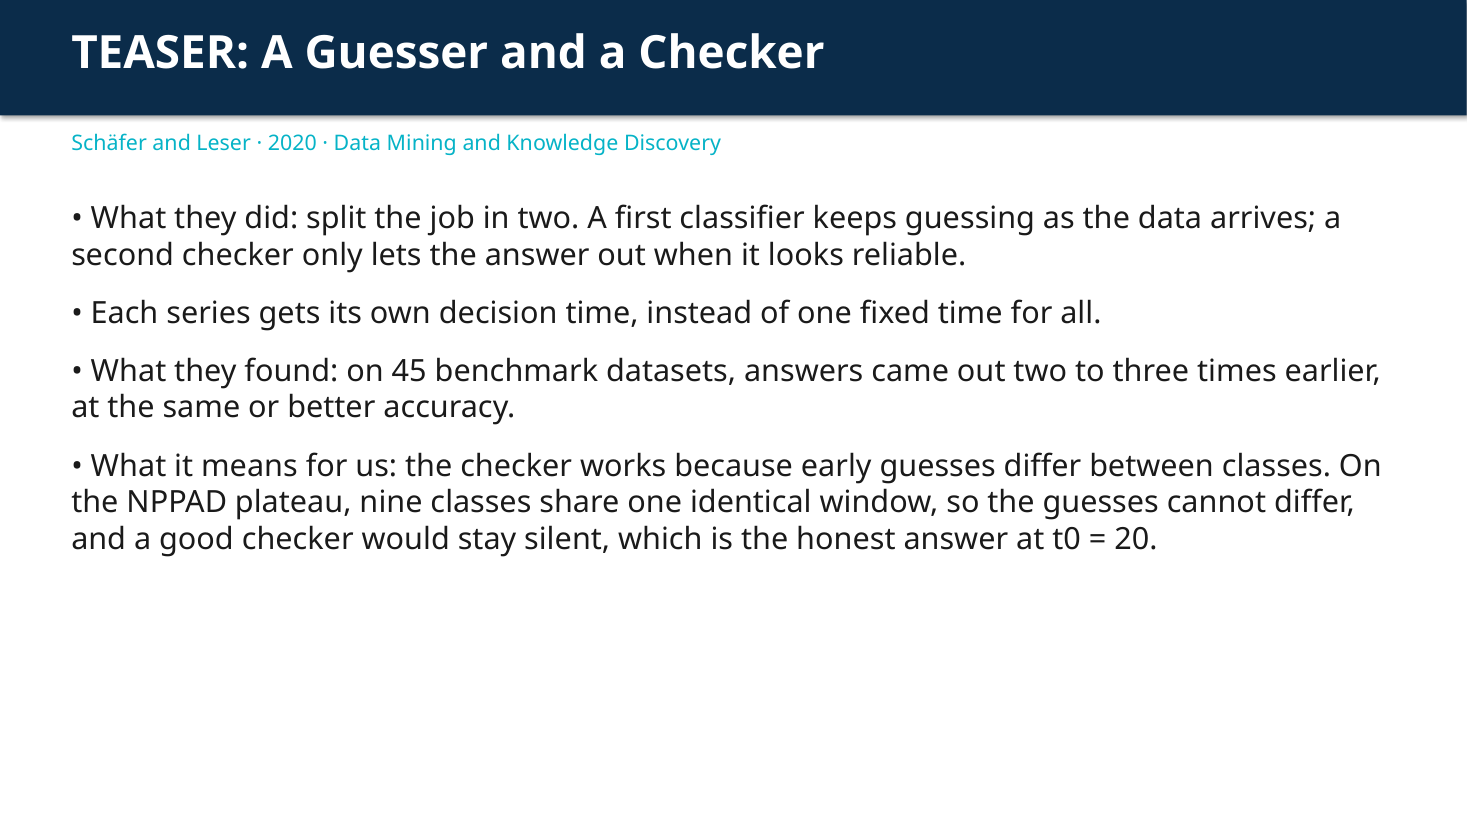 TEASER: A Guesser and a Checker
Schäfer and Leser · 2020 · Data Mining and Knowledge Discovery
• What they did: split the job in two. A first classifier keeps guessing as the data arrives; a
second checker only lets the answer out when it looks reliable.
• Each series gets its own decision time, instead of one fixed time for all.
• What they found: on 45 benchmark datasets, answers came out two to three times earlier,
at the same or better accuracy.
• What it means for us: the checker works because early guesses differ between classes. On
the NPPAD plateau, nine classes share one identical window, so the guesses cannot differ,
and a good checker would stay silent, which is the honest answer at t0 = 20.